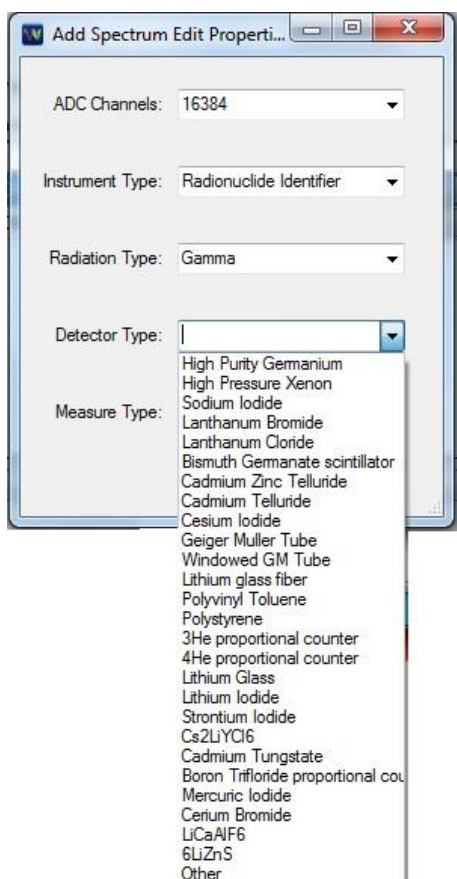 Add Spectrum Edit Properti...
ADC Channels: 16384
Instrument Type: Radionuclide Identifier
Radiation Type: Gamma
Detector Type:
High Purity Germanium
High Pressure Xenon
Sodium Iodide
Measure Type:
Lanthanum Bromide
Lanthanum Cloride
Bismuth Germanate scintillator
Cadmium Zinc Telluride
Cadmium Telluride
Cesium Iodide
Geiger Muller Tube
Windowed GM Tube
Lithium glass fiber
Polyvinyl Toluene
Polystyrene
3He proportional counter
4He proportional counter
Lithium Glass
Lithium Iodide
Strontium Iodide
Cs2LiYCl6
Cadmium Tungstate
Boron Trifloride proportional cou
Mercuric Iodide
Cerium Bromide
LiCaAlF6
6LiZnS
Other